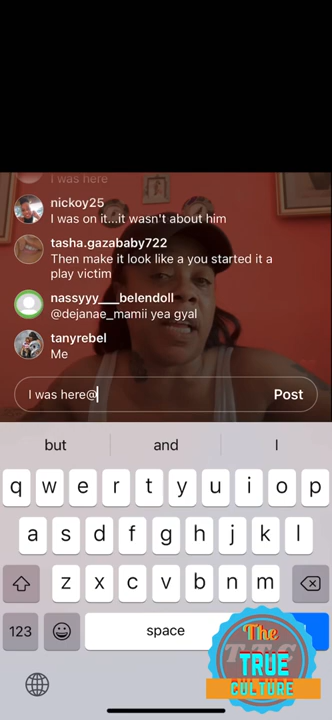 I was here
nickoy25
I was on it...it wasn't about him
tasha.gazababy722
Then make it look like a you started it a
play victim
nassyyy___belendoll
@dejanae_mamii yea gyal
tanyrebel
Me
I was here@ Post
but and I
q w e r t y u i o p
a s d f g h j k l
z x c v b n m
123 space
The
TRUE
CULTURE